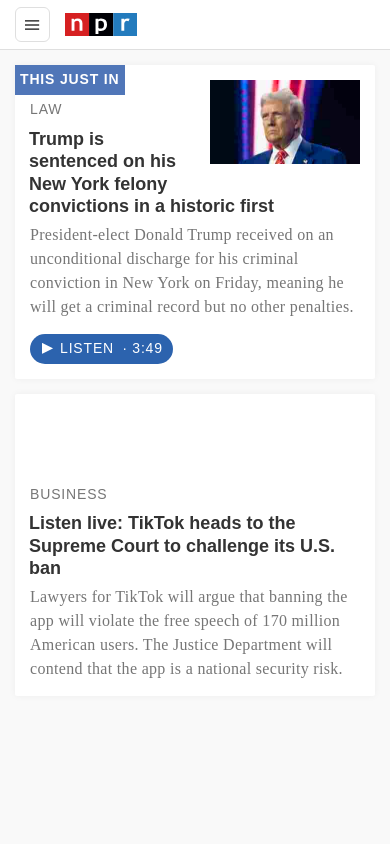 npr
THIS JUST IN
LAW
Trump is
sentenced on his
New York felony
convictions in a historic first
President-elect Donald Trump received on an
unconditional discharge for his criminal
conviction in New York on Friday, meaning he
will get a criminal record but no other penalties.
LISTEN · 3:49
BUSINESS
Listen live: TikTok heads to the
Supreme Court to challenge its U.S.
ban
Lawyers for TikTok will argue that banning the
app will violate the free speech of 170 million
American users. The Justice Department will
contend that the app is a national security risk.